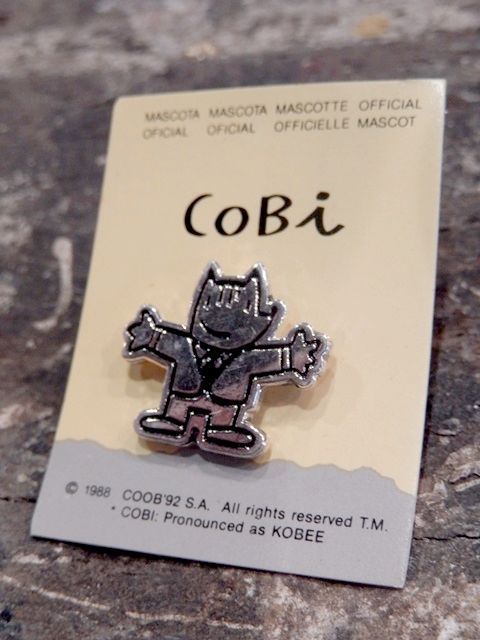 MASCOTA MASCOTA MASCOTTE OFFICIAL
OFICIAL OFICIAL OFFICIELLE MASCOT
CoBi
© 1988 COOB'92 S.A. All rights reserved T.M.
* COBI: Pronounced as KOBEE